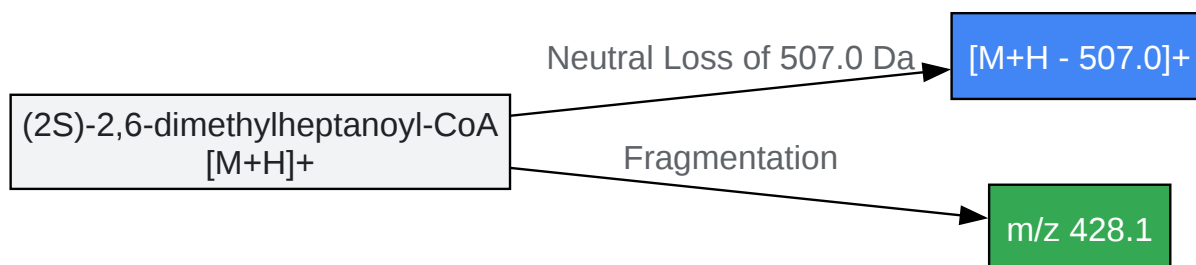 Neutral Loss of 507.0 Da
[M+H - 507.0]+
(2S)-2,6-dimethylheptanoyl-CoA
[M+H]+
Fragmentation
m/z 428.1